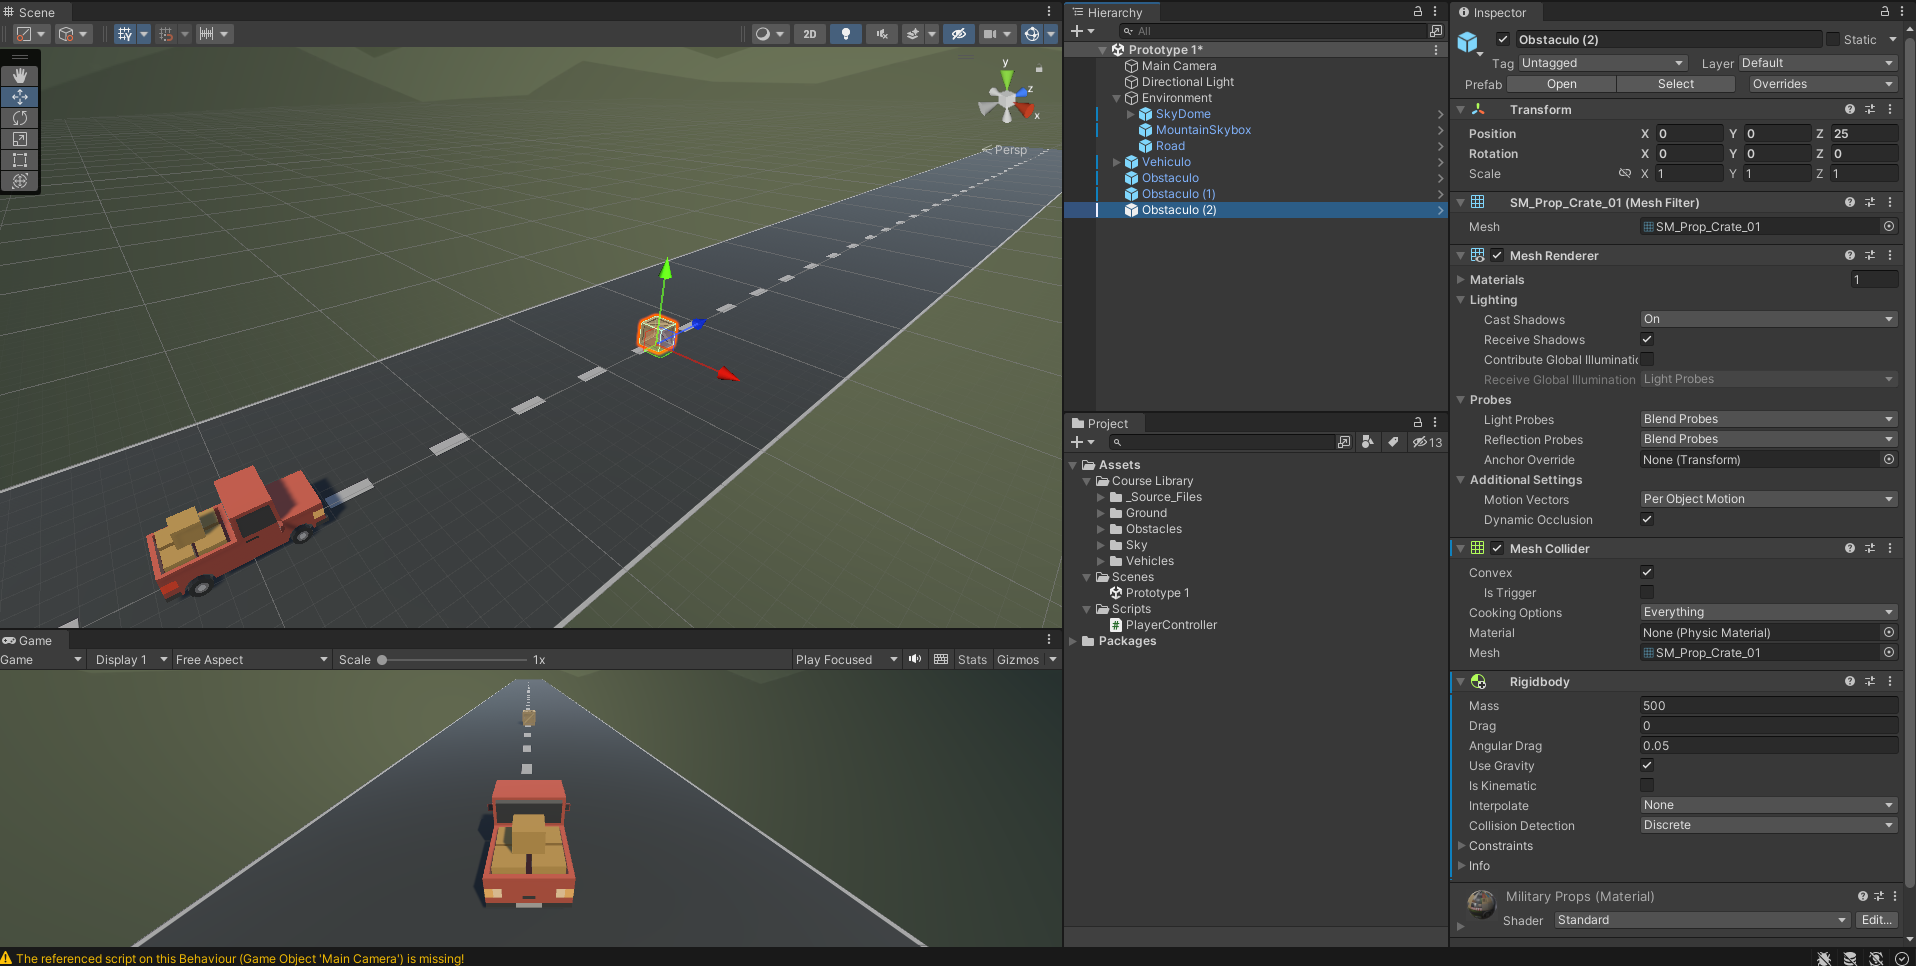 Scene
2D
y
z
x
Persp
Game
Game
Display 1
Free Aspect
Scale
1x
Play Focused
Stats
Gizmos
Hierarchy
All
Prototype 1*
Main Camera
Directional Light
Environment
SkyDome
MountainSkybox
Road
Vehiculo
Obstaculo
Obstaculo (1)
Obstaculo (2)
Project
13
Assets
Course Library
_Source_Files
Ground
Obstacles
Sky
Vehicles
Scenes
Prototype 1
Scripts
PlayerController
Packages
Inspector
Obstaculo (2)
Static
Tag Untagged Layer Default
Prefab Open Select Overrides
Transform
Position X 0 Y 0 Z 25
Rotation X 0 Y 0 Z 0
Scale X 1 Y 1 Z 1
SM_Prop_Crate_01 (Mesh Filter)
Mesh SM_Prop_Crate_01
Mesh Renderer
Materials 1
Lighting
Cast Shadows On
Receive Shadows
Contribute Global Illuminatic
Receive Global Illumination Light Probes
Probes
Light Probes Blend Probes
Reflection Probes Blend Probes
Anchor Override None (Transform)
Additional Settings
Motion Vectors Per Object Motion
Dynamic Occlusion
Mesh Collider
Convex
Is Trigger
Cooking Options Everything
Material None (Physic Material)
Mesh SM_Prop_Crate_01
Rigidbody
Mass 500
Drag 0
Angular Drag 0.05
Use Gravity
Is Kinematic
Interpolate None
Collision Detection Discrete
Constraints
Info
Military Props (Material)
Shader Standard Edit...
The referenced script on this Behaviour (Game Object 'Main Camera') is missing!